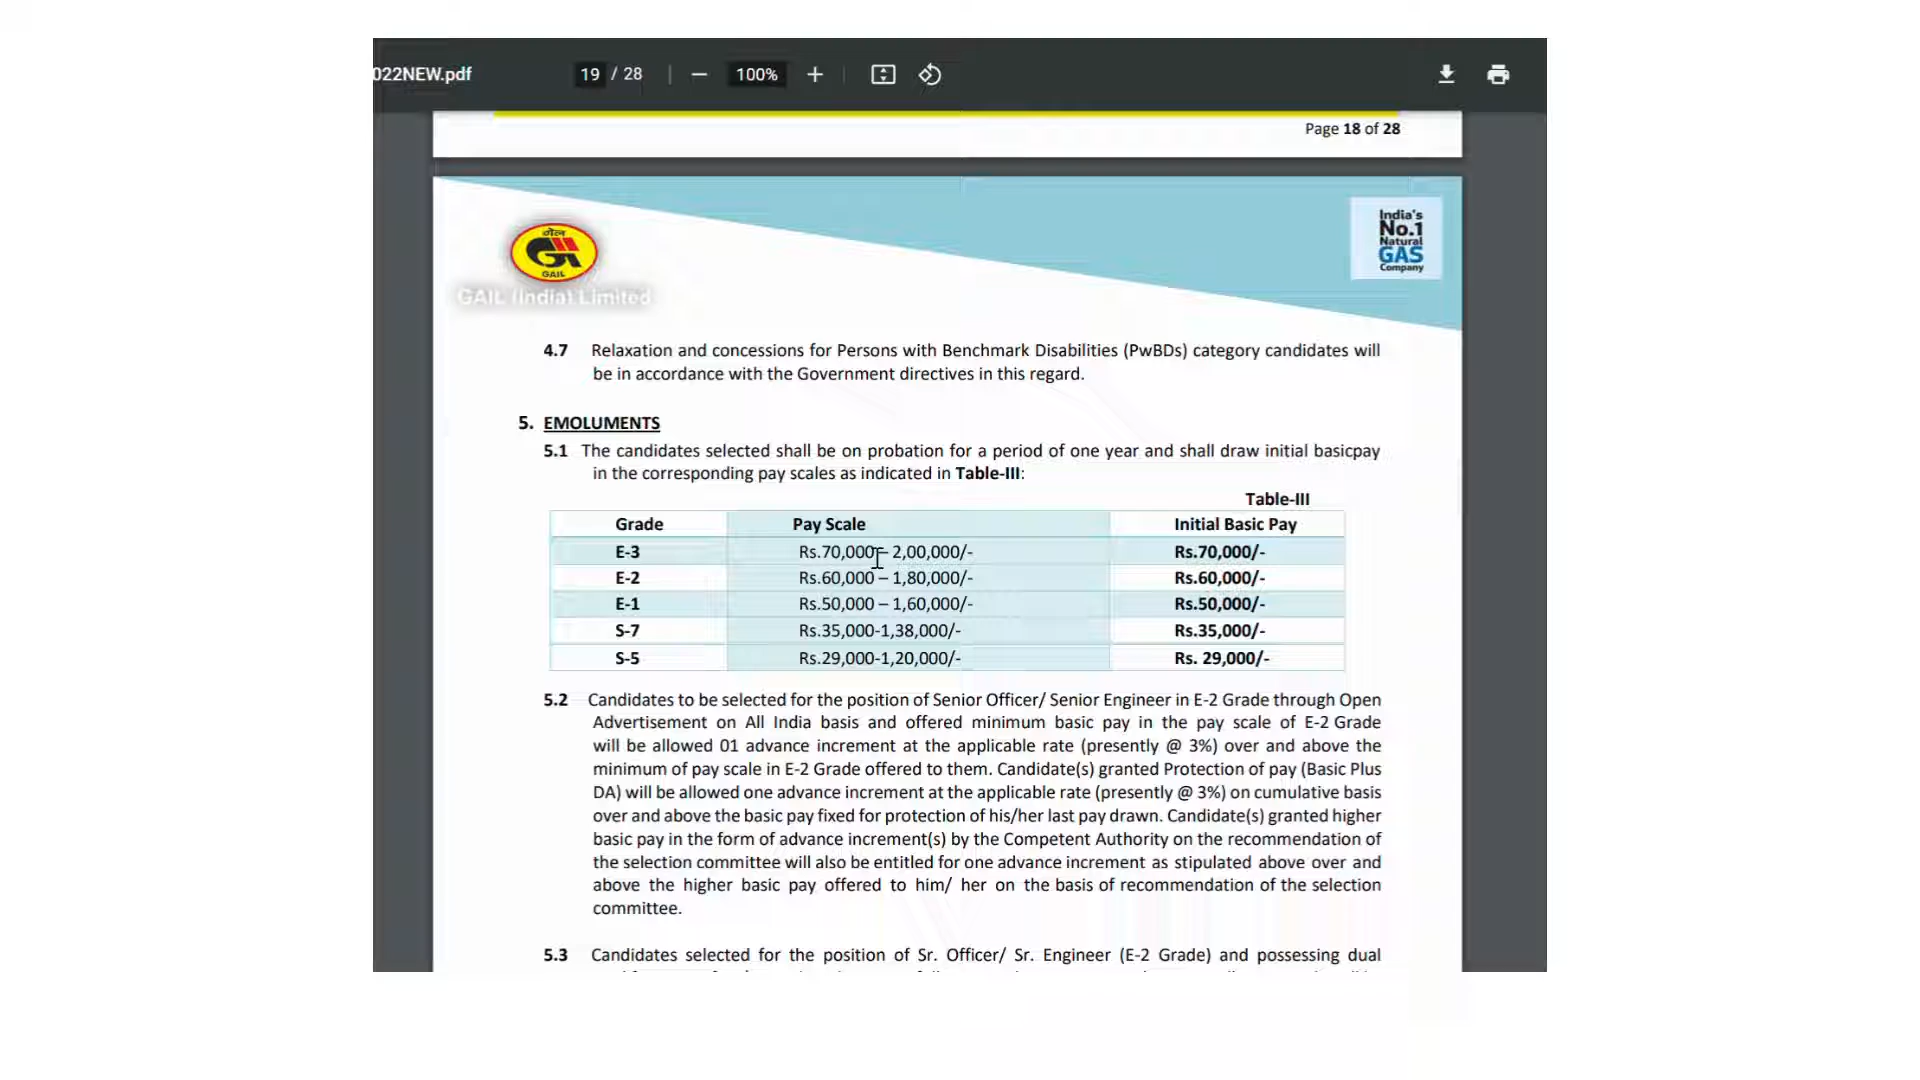 022NEW.pdf 19 / 28 100%
Page 18 of 28
India's
No.1
Natural
GAS
Company
गेल
GAIL
GAIL (India) Limited
4.7 Relaxation and concessions for Persons with Benchmark Disabilities (PwBDs) category candidates will
be in accordance with the Government directives in this regard.
5. EMOLUMENTS
5.1 The candidates selected shall be on probation for a period of one year and shall draw initial basicpay
in the corresponding pay scales as indicated in Table-III:
Table-III
Grade Pay Scale Initial Basic Pay
E-3 Rs.70,000 – 2,00,000/- Rs.70,000/-
E-2 Rs.60,000 – 1,80,000/- Rs.60,000/-
E-1 Rs.50,000 – 1,60,000/- Rs.50,000/-
S-7 Rs.35,000-1,38,000/- Rs.35,000/-
S-5 Rs.29,000-1,20,000/- Rs. 29,000/-
5.2 Candidates to be selected for the position of Senior Officer/ Senior Engineer in E-2 Grade through Open
Advertisement on All India basis and offered minimum basic pay in the pay scale of E-2 Grade
will be allowed 01 advance increment at the applicable rate (presently @ 3%) over and above the
minimum of pay scale in E-2 Grade offered to them. Candidate(s) granted Protection of pay (Basic Plus
DA) will be allowed one advance increment at the applicable rate (presently @ 3%) on cumulative basis
over and above the basic pay fixed for protection of his/her last pay drawn. Candidate(s) granted higher
basic pay in the form of advance increment(s) by the Competent Authority on the recommendation of
the selection committee will also be entitled for one advance increment as stipulated above over and
above the higher basic pay offered to him/ her on the basis of recommendation of the selection
committee.
5.3 Candidates selected for the position of Sr. Officer/ Sr. Engineer (E-2 Grade) and possessing dual